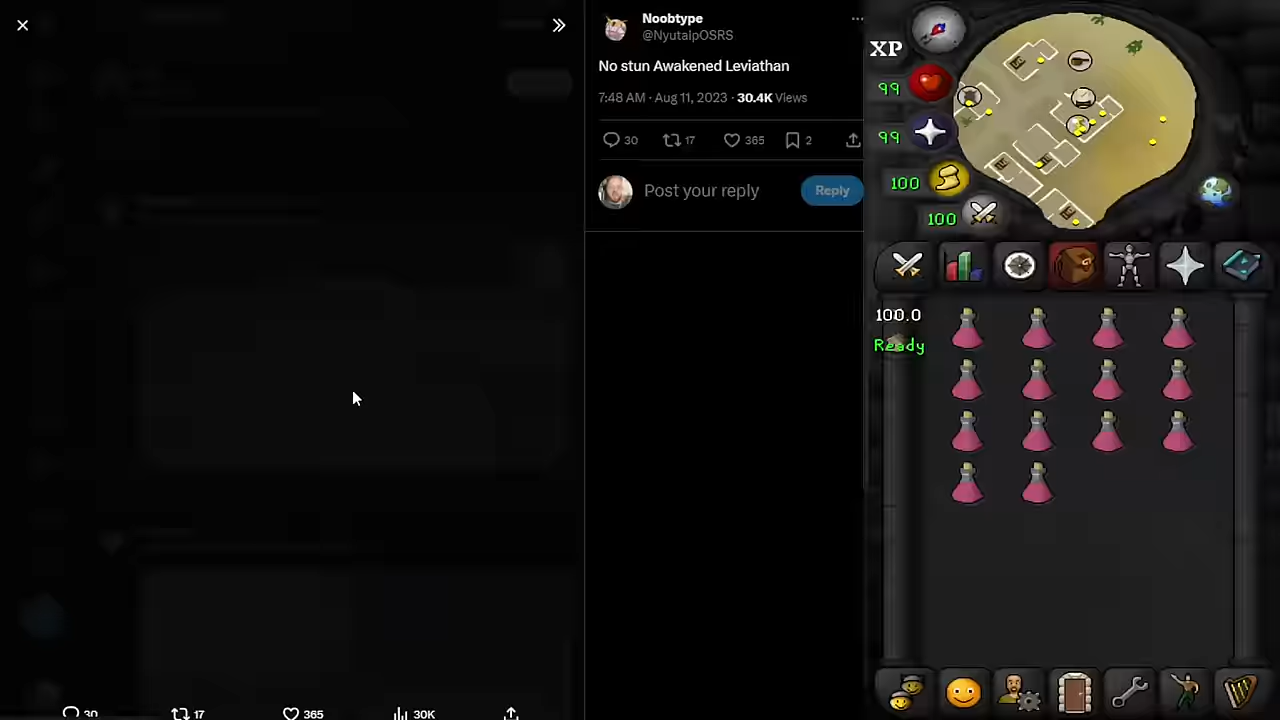 Noobtype
@NyutalpOSRS
No stun Awakened Leviathan
7:48 AM · Aug 11, 2023 · 30.4K Views
30 17 365 2
Post your reply
Reply
30 17 365 30K
XP
99
99
100
100
100.0
Ready